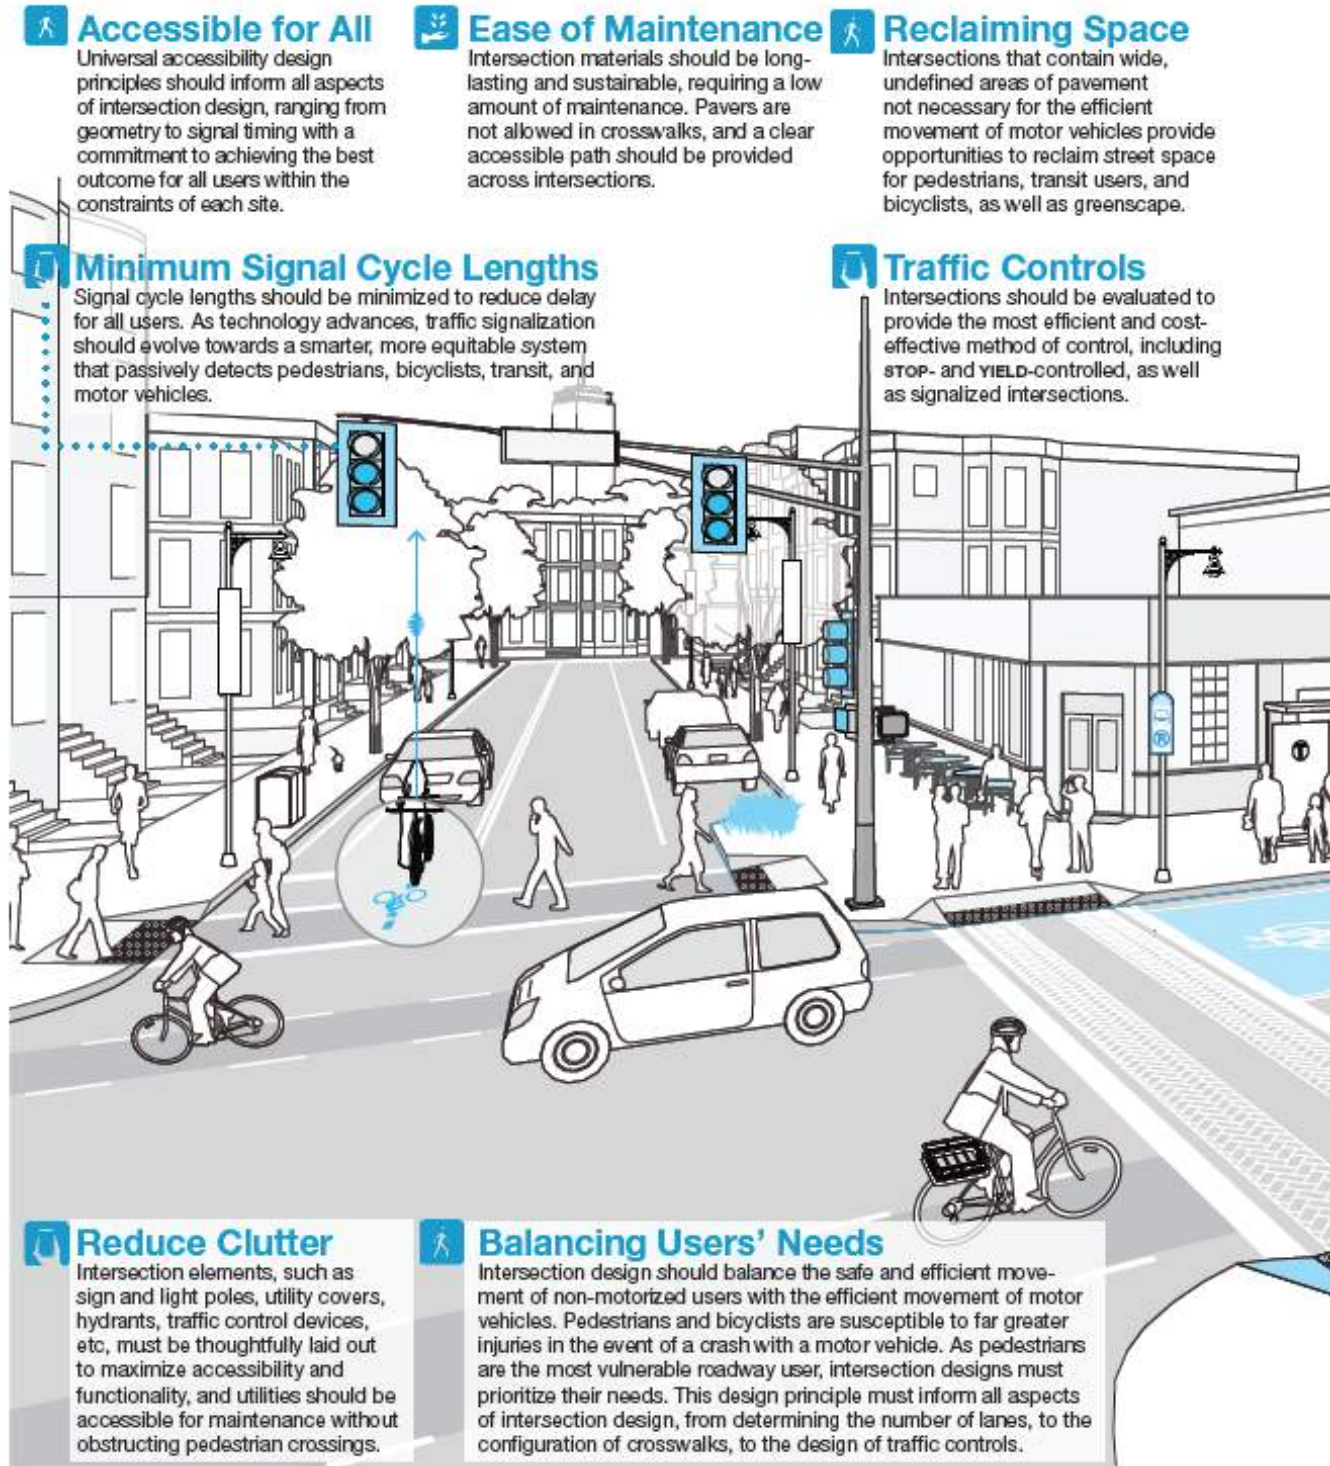 Accessible for All
Universal accessibility design
principles should inform all aspects
of intersection design, ranging from
geometry to signal timing with a
commitment to achieving the best
outcome for all users within the
constraints of each site.
Ease of Maintenance
Intersection materials should be long-
lasting and sustainable, requiring a low
amount of maintenance. Pavers are
not allowed in crosswalks, and a clear
accessible path should be provided
across intersections.
Reclaiming Space
Intersections that contain wide,
undefined areas of pavement
not necessary for the efficient
movement of motor vehicles provide
opportunities to reclaim street space
for pedestrians, transit users, and
bicyclists, as well as greenscape.
Minimum Signal Cycle Lengths
Signal cycle lengths should be minimized to reduce delay
for all users. As technology advances, traffic signalization
should evolve towards a smarter, more equitable system
that passively detects pedestrians, bicyclists, transit, and
motor vehicles.
Traffic Controls
Intersections should be evaluated to
provide the most efficient and cost-
effective method of control, including
STOP- and YIELD-controlled, as well
as signalized intersections.
T
Reduce Clutter
Intersection elements, such as
sign and light poles, utility covers,
hydrants, traffic control devices,
etc, must be thoughtfully laid out
to maximize accessibility and
functionality, and utilities should be
accessible for maintenance without
obstructing pedestrian crossings.
Balancing Users' Needs
Intersection design should balance the safe and efficient move-
ment of non-motorized users with the efficient movement of motor
vehicles. Pedestrians and bicyclists are susceptible to far greater
injuries in the event of a crash with a motor vehicle. As pedestrians
are the most vulnerable roadway user, intersection designs must
prioritize their needs. This design principle must inform all aspects
of intersection design, from determining the number of lanes, to the
configuration of crosswalks, to the design of traffic controls.